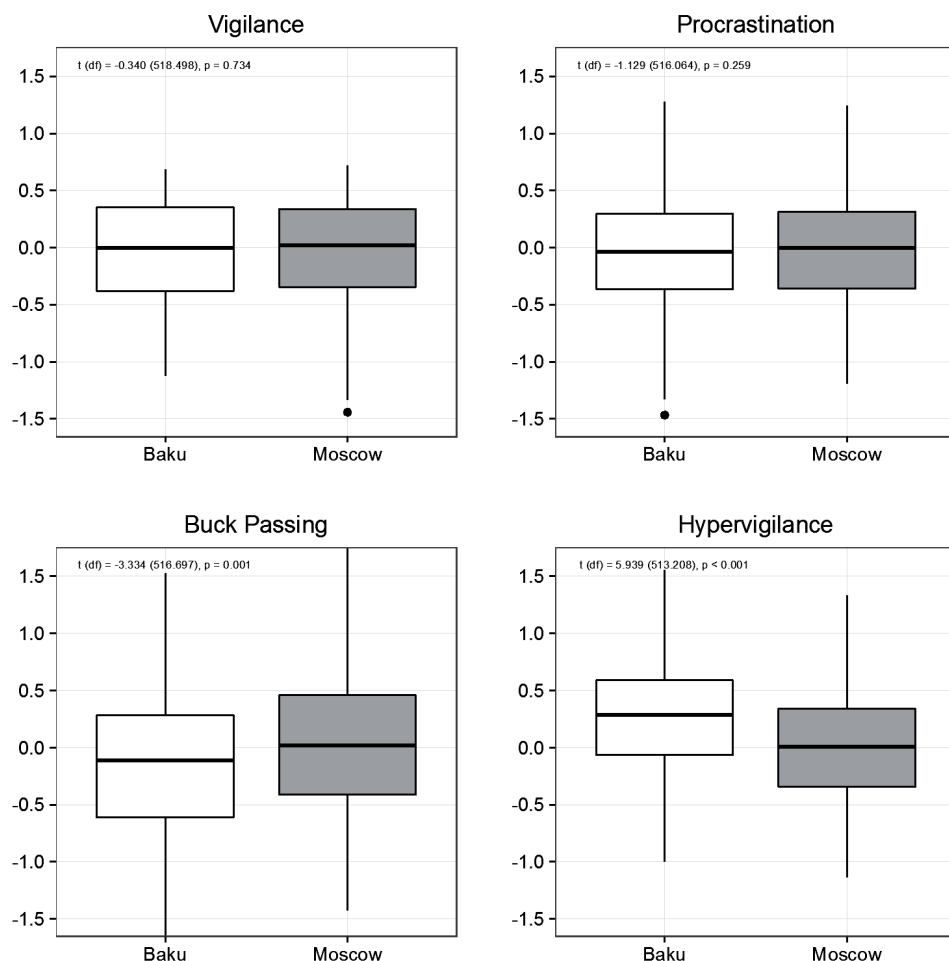 Vigilance
t (df) = -0.340 (518.498), p = 0.734
1.5
1.0
0.5
0.0
-0.5
-1.0
-1.5
Baku Moscow
Procrastination
t (df) = -1.129 (516.064), p = 0.259
1.5
1.0
0.5
0.0
-0.5
-1.0
-1.5
Baku Moscow
Buck Passing
t (df) = -3.334 (516.697), p = 0.001
1.5
1.0
0.5
0.0
-0.5
-1.0
-1.5
Baku Moscow
Hypervigilance
t (df) = 5.939 (513.208), p < 0.001
1.5
1.0
0.5
0.0
-0.5
-1.0
-1.5
Baku Moscow